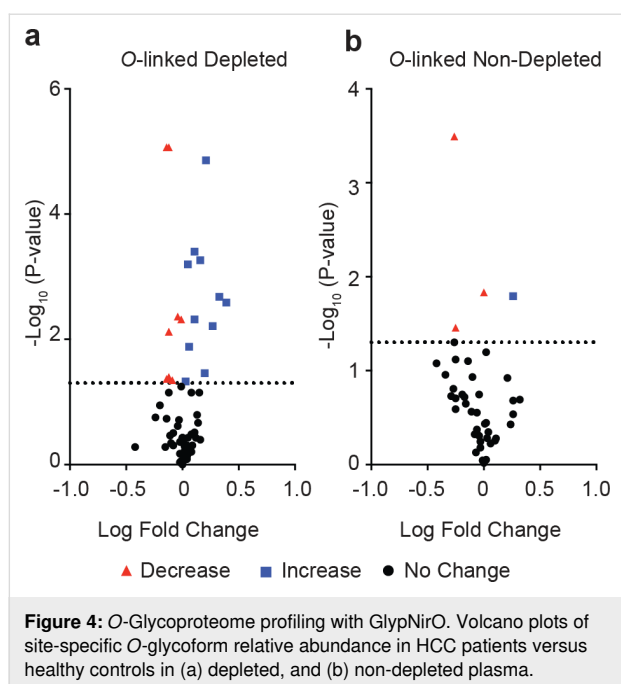 a
O-linked Depleted
6
4
2
0
-Log10 (P-value)
-1.0 -0.5 0 0.5 1.0
Log Fold Change
b
O-linked Non-Depleted
4
3
2
1
0
-Log10 (P-value)
-1.0 -0.5 0 0.5 1.0
Log Fold Change
Decrease Increase No Change
Figure 4: O-Glycoproteome profiling with GlypNirO. Volcano plots of
site-specific O-glycoform relative abundance in HCC patients versus
healthy controls in (a) depleted, and (b) non-depleted plasma.